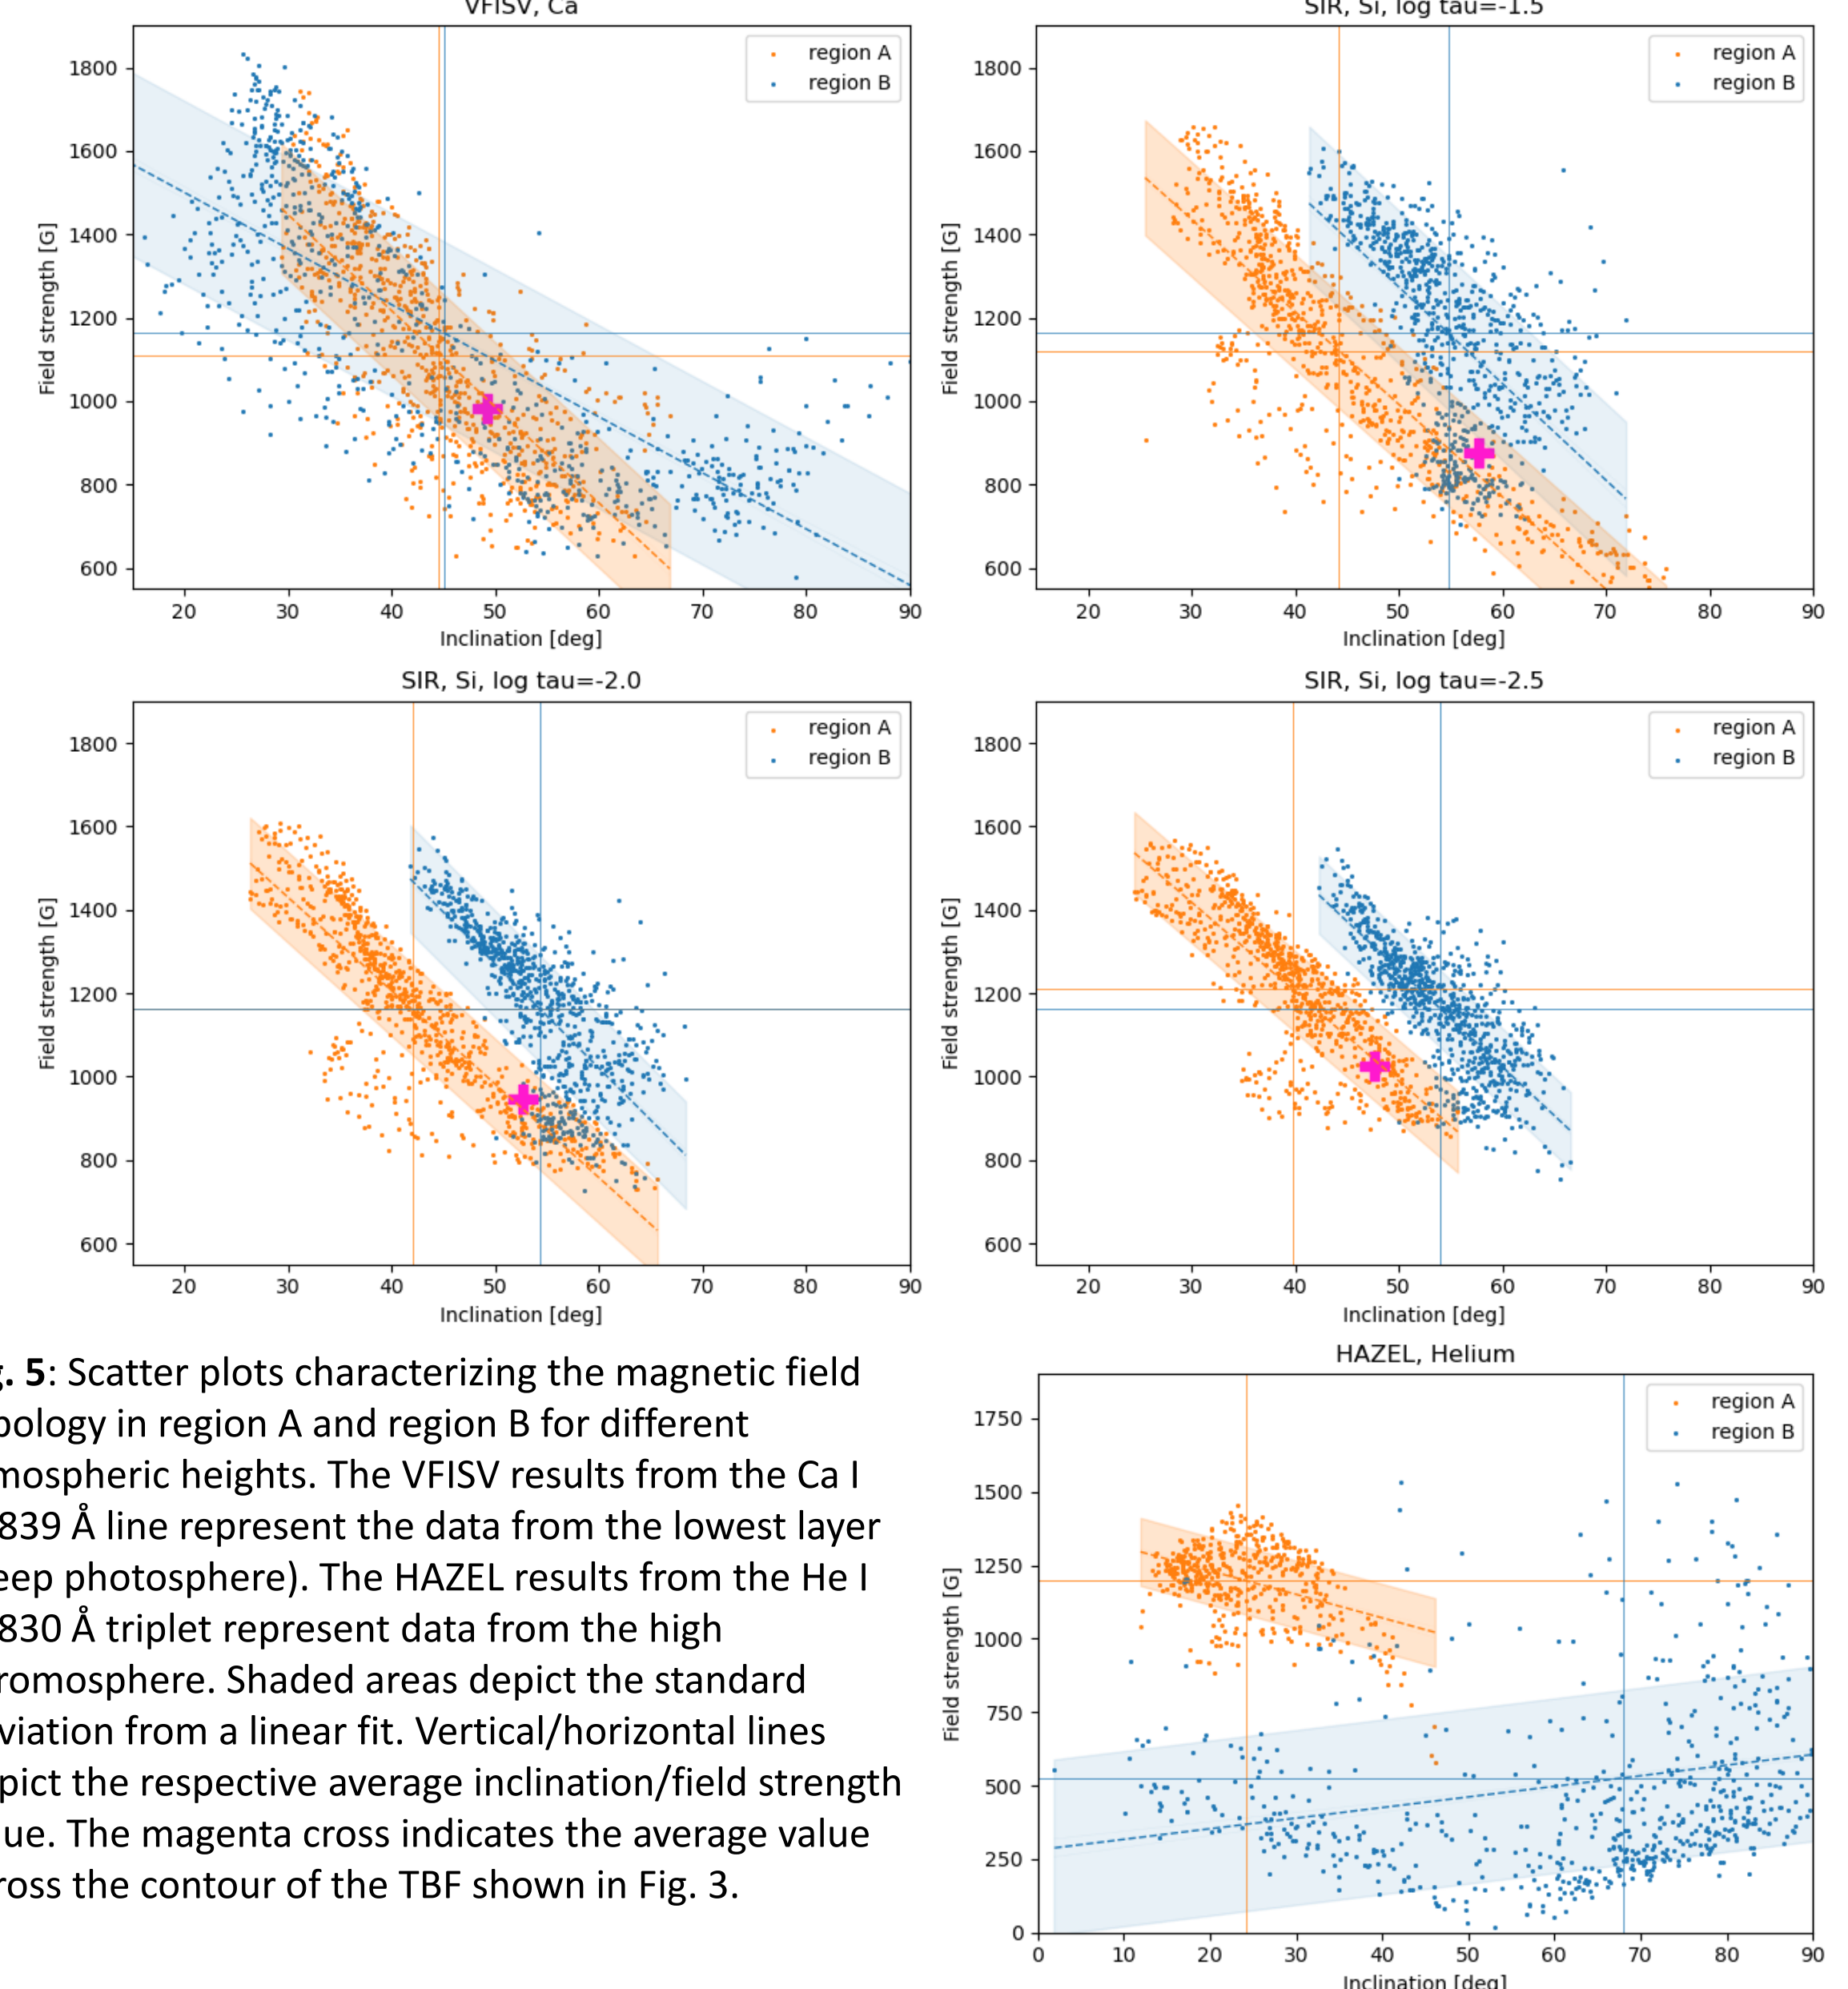 VFISV, Ca
1800
1600
1400
1200
1000
800
600
Field strength [G]
20 30 40 50 60 70 80 90
Inclination [deg]
region A
region B
SIR, Si, log tau=-1.5
1800
1600
1400
1200
1000
800
600
Field strength [G]
20 30 40 50 60 70 80 90
Inclination [deg]
region A
region B
SIR, Si, log tau=-2.0
1800
1600
1400
1200
1000
800
600
Field strength [G]
20 30 40 50 60 70 80 90
Inclination [deg]
region A
region B
SIR, Si, log tau=-2.5
1800
1600
1400
1200
1000
800
600
Field strength [G]
20 30 40 50 60 70 80 90
Inclination [deg]
region A
region B
5: Scatter plots characterizing the magnetic field
in region A and region B for different
heights. The VFISV results from the Ca I
839 Å line represent the data from the lowest layer
photosphere). The HAZEL results from the He I
830 Å triplet represent data from the high
Shaded areas depict the standard
from a linear fit. Vertical/horizontal lines
the respective average inclination/field strength
The magenta cross indicates the average value
the contour of the TBF shown in Fig. 3.
HAZEL, Helium
1750
1500
1250
1000
750
500
250
0
Field strength [G]
0 10 20 30 40 50 60 70 80 90
Inclination [deg]
region A
region B